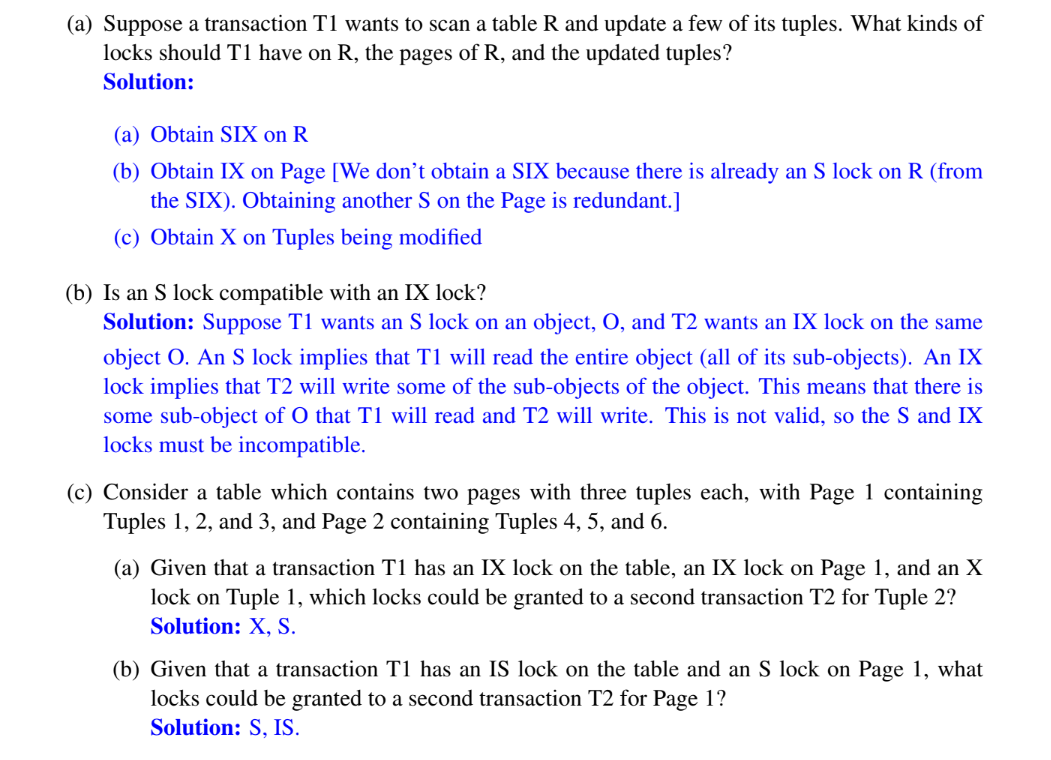 (a) Suppose a transaction T1 wants to scan a table R and update a few of its tuples. What kinds of
locks should T1 have on R, the pages of R, and the updated tuples?
Solution:
(a) Obtain SIX on R
(b) Obtain IX on Page [We don't obtain a SIX because there is already an S lock on R (from
the SIX). Obtaining another S on the Page is redundant.]
(c) Obtain X on Tuples being modified
(b) Is an S lock compatible with an IX lock?
Solution: Suppose T1 wants an S lock on an object, O, and T2 wants an IX lock on the same
object O. An S lock implies that T1 will read the entire object (all of its sub-objects). An IX
lock implies that T2 will write some of the sub-objects of the object. This means that there is
some sub-object of O that T1 will read and T2 will write. This is not valid, so the S and IX
locks must be incompatible.
(c) Consider a table which contains two pages with three tuples each, with Page 1 containing
Tuples 1, 2, and 3, and Page 2 containing Tuples 4, 5, and 6.
(a) Given that a transaction T1 has an IX lock on the table, an IX lock on Page 1, and an X
lock on Tuple 1, which locks could be granted to a second transaction T2 for Tuple 2?
Solution: X, S.
(b) Given that a transaction T1 has an IS lock on the table and an S lock on Page 1, what
locks could be granted to a second transaction T2 for Page 1?
Solution: S, IS.